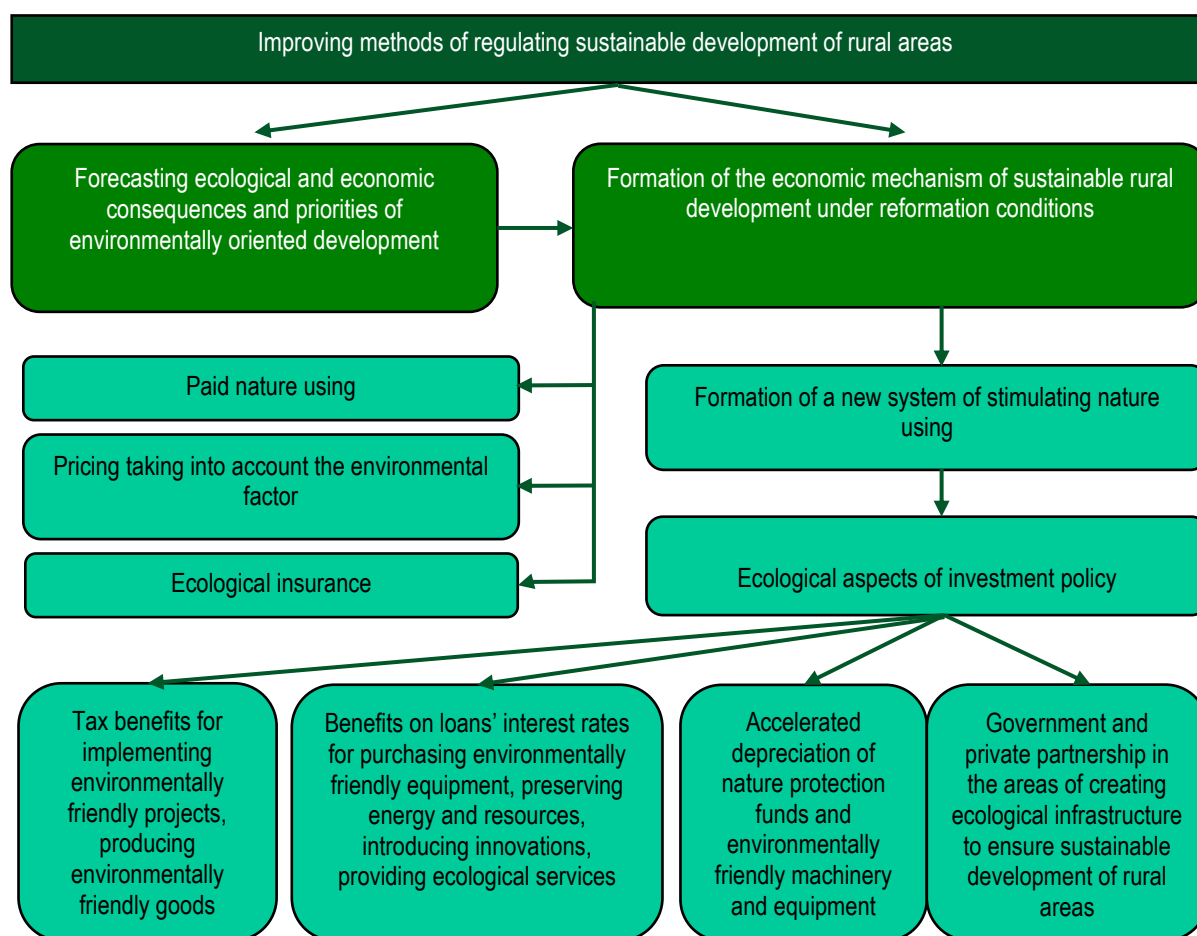 Improving methods of regulating sustainable development of rural areas
Forecasting ecological and economic
consequences and priorities of
environmentally oriented development
Formation of the economic mechanism of sustainable rural
development under reformation conditions
Paid nature using
Pricing taking into account the environmental
factor
Ecological insurance
Formation of a new system of stimulating nature
using
Ecological aspects of investment policy
Tax benefits for
implementing
environmentally
friendly projects,
producing
environmentally
friendly goods
Benefits on loans’ interest rates
for purchasing environmentally
friendly equipment, preserving
energy and resources,
introducing innovations,
providing ecological services
Accelerated
depreciation of
nature protection
funds and
environmentally
friendly machinery
and equipment
Government and
private partnership in
the areas of creating
ecological infrastructure
to ensure sustainable
development of rural
areas